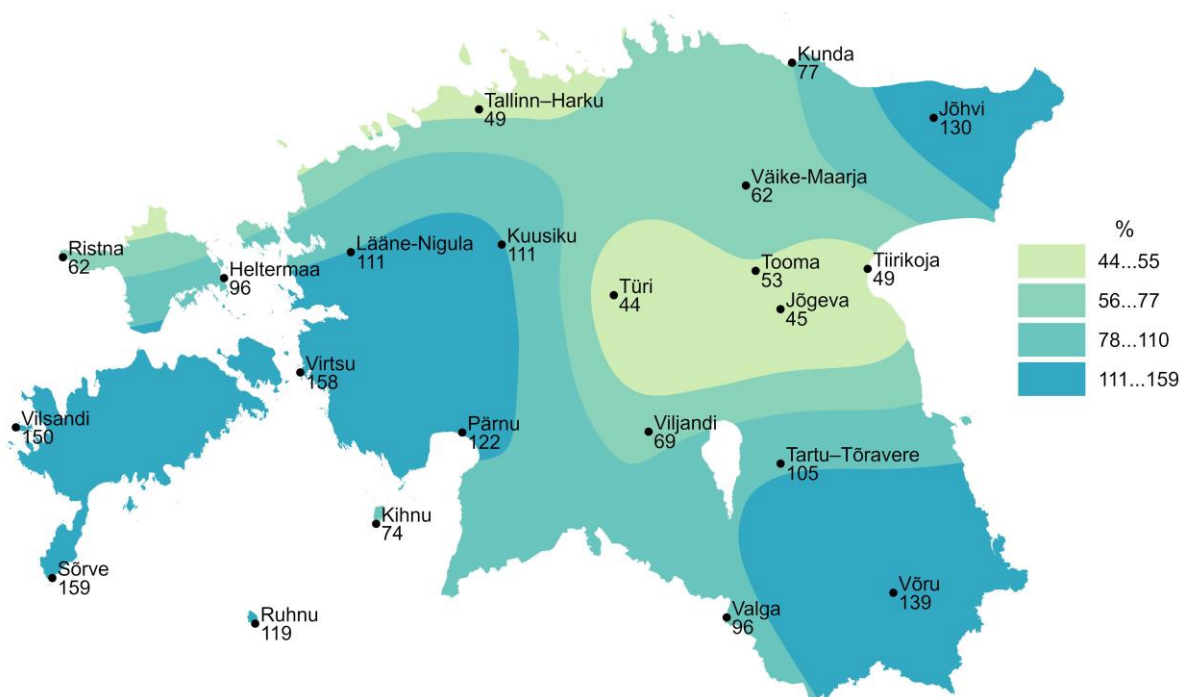 Kunda
77
Tallinn–Harku
49
Jõhvi
130
Väike-Maarja
62
Ristna
62
Heltermaa
96
Lääne-Nigula
111
Kuusiku
111
Türi
44
Tooma
53
Tiirikoja
49
Jõgeva
45
%
44...55
56...77
78...110
111...159
Virtsu
158
Vilsandi
150
Pärnu
122
Viljandi
69
Tartu–Tõravere
105
Kihnu
74
Sõrve
159
Ruhnu
119
Valga
96
Võru
139